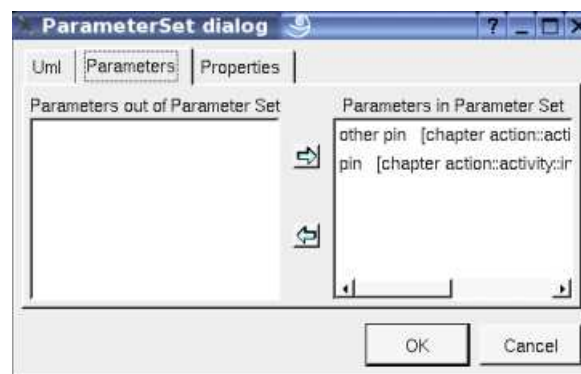 ParameterSet dialog
Uml Parameters Properties
Parameters out of Parameter Set Parameters in Parameter Set
other pin [chapter action::acti
pin [chapter action::activity::ir
OK Cancel